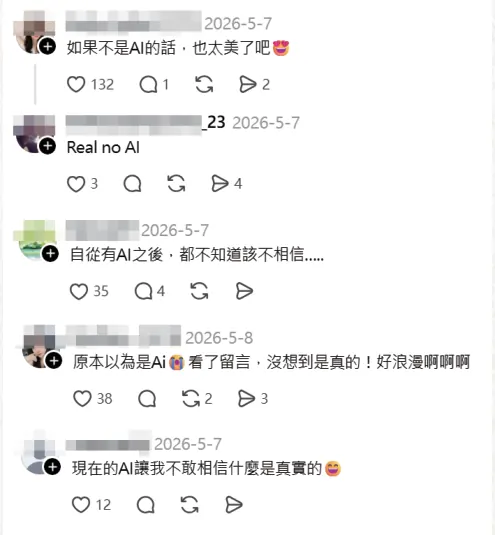 2026-5-7
如果不是AI的話，也太美了吧🤩
132 1 2
_23 2026-5-7
Real no AI
3 4
2026-5-7
自從有AI之後，都不知道該不相信.....
35 4
2026-5-8
原本以為是Ai😭看了留言，沒想到是真的！好浪漫啊啊啊
38 2 3
2026-5-7
現在的AI讓我不敢相信什麼是真實的😄
12